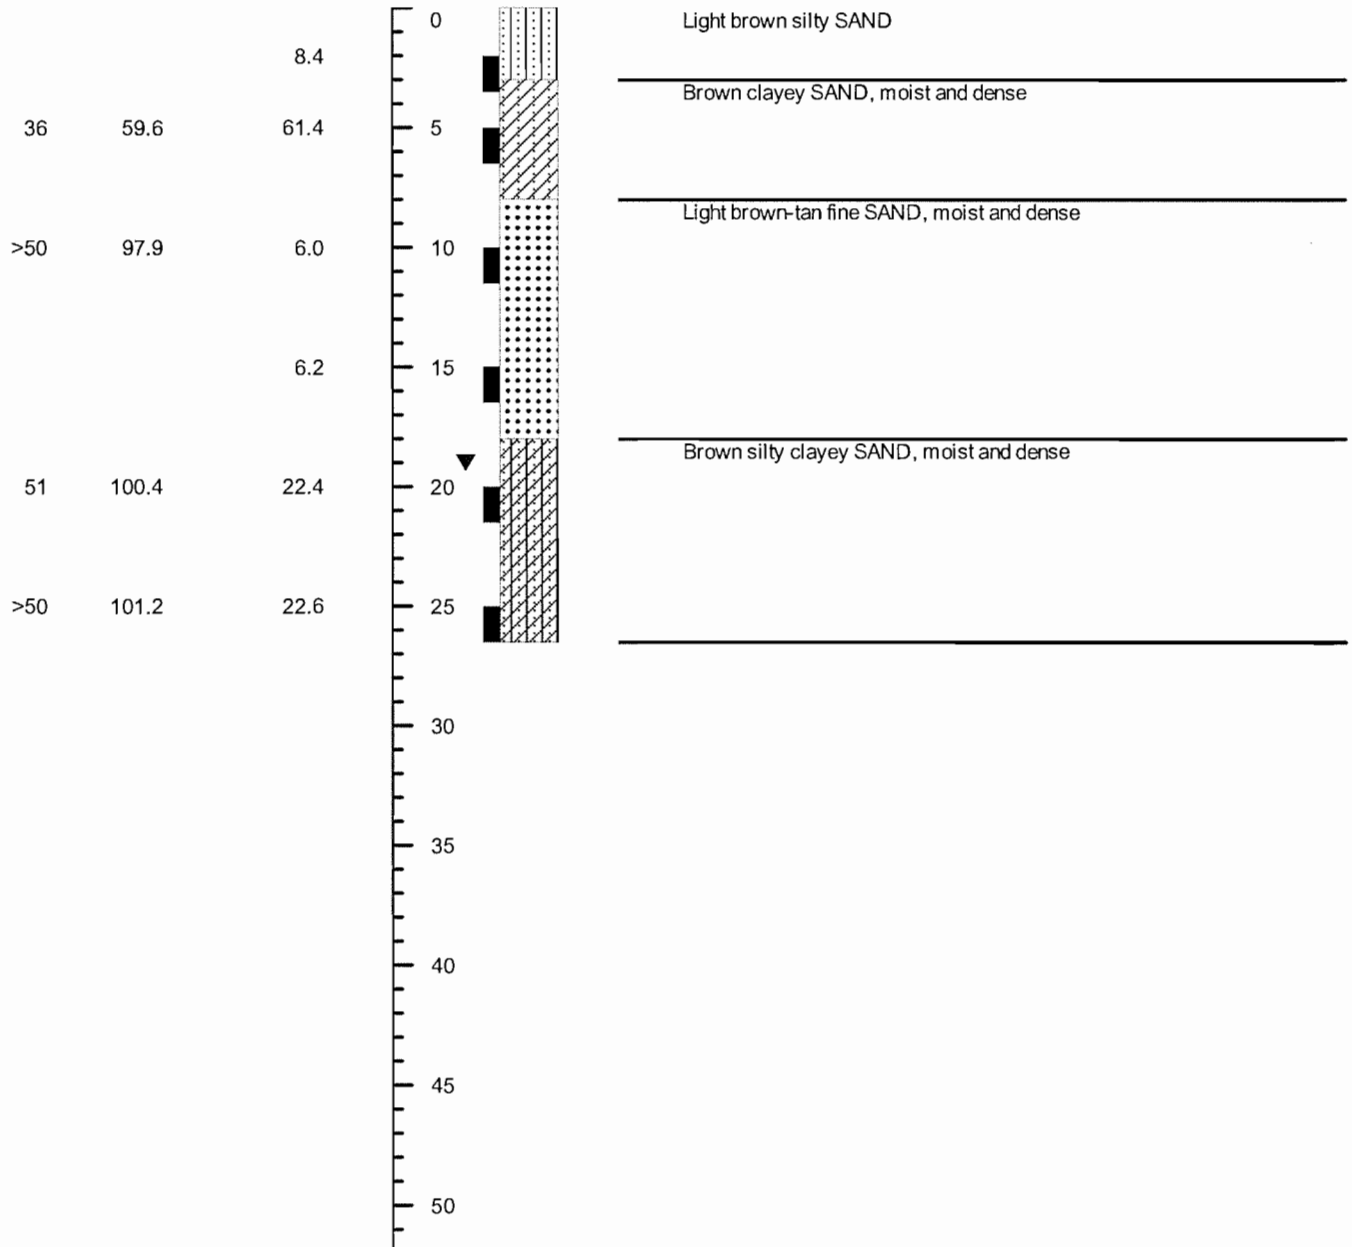 0 Light brown silty SAND
8.4
Brown clayey SAND, moist and dense
36 59.6 61.4 5
Light brown-tan fine SAND, moist and dense
>50 97.9 6.0 10
6.2 15
Brown silty clayey SAND, moist and dense
51 100.4 22.4 20
>50 101.2 22.6 25
30
35
40
45
50